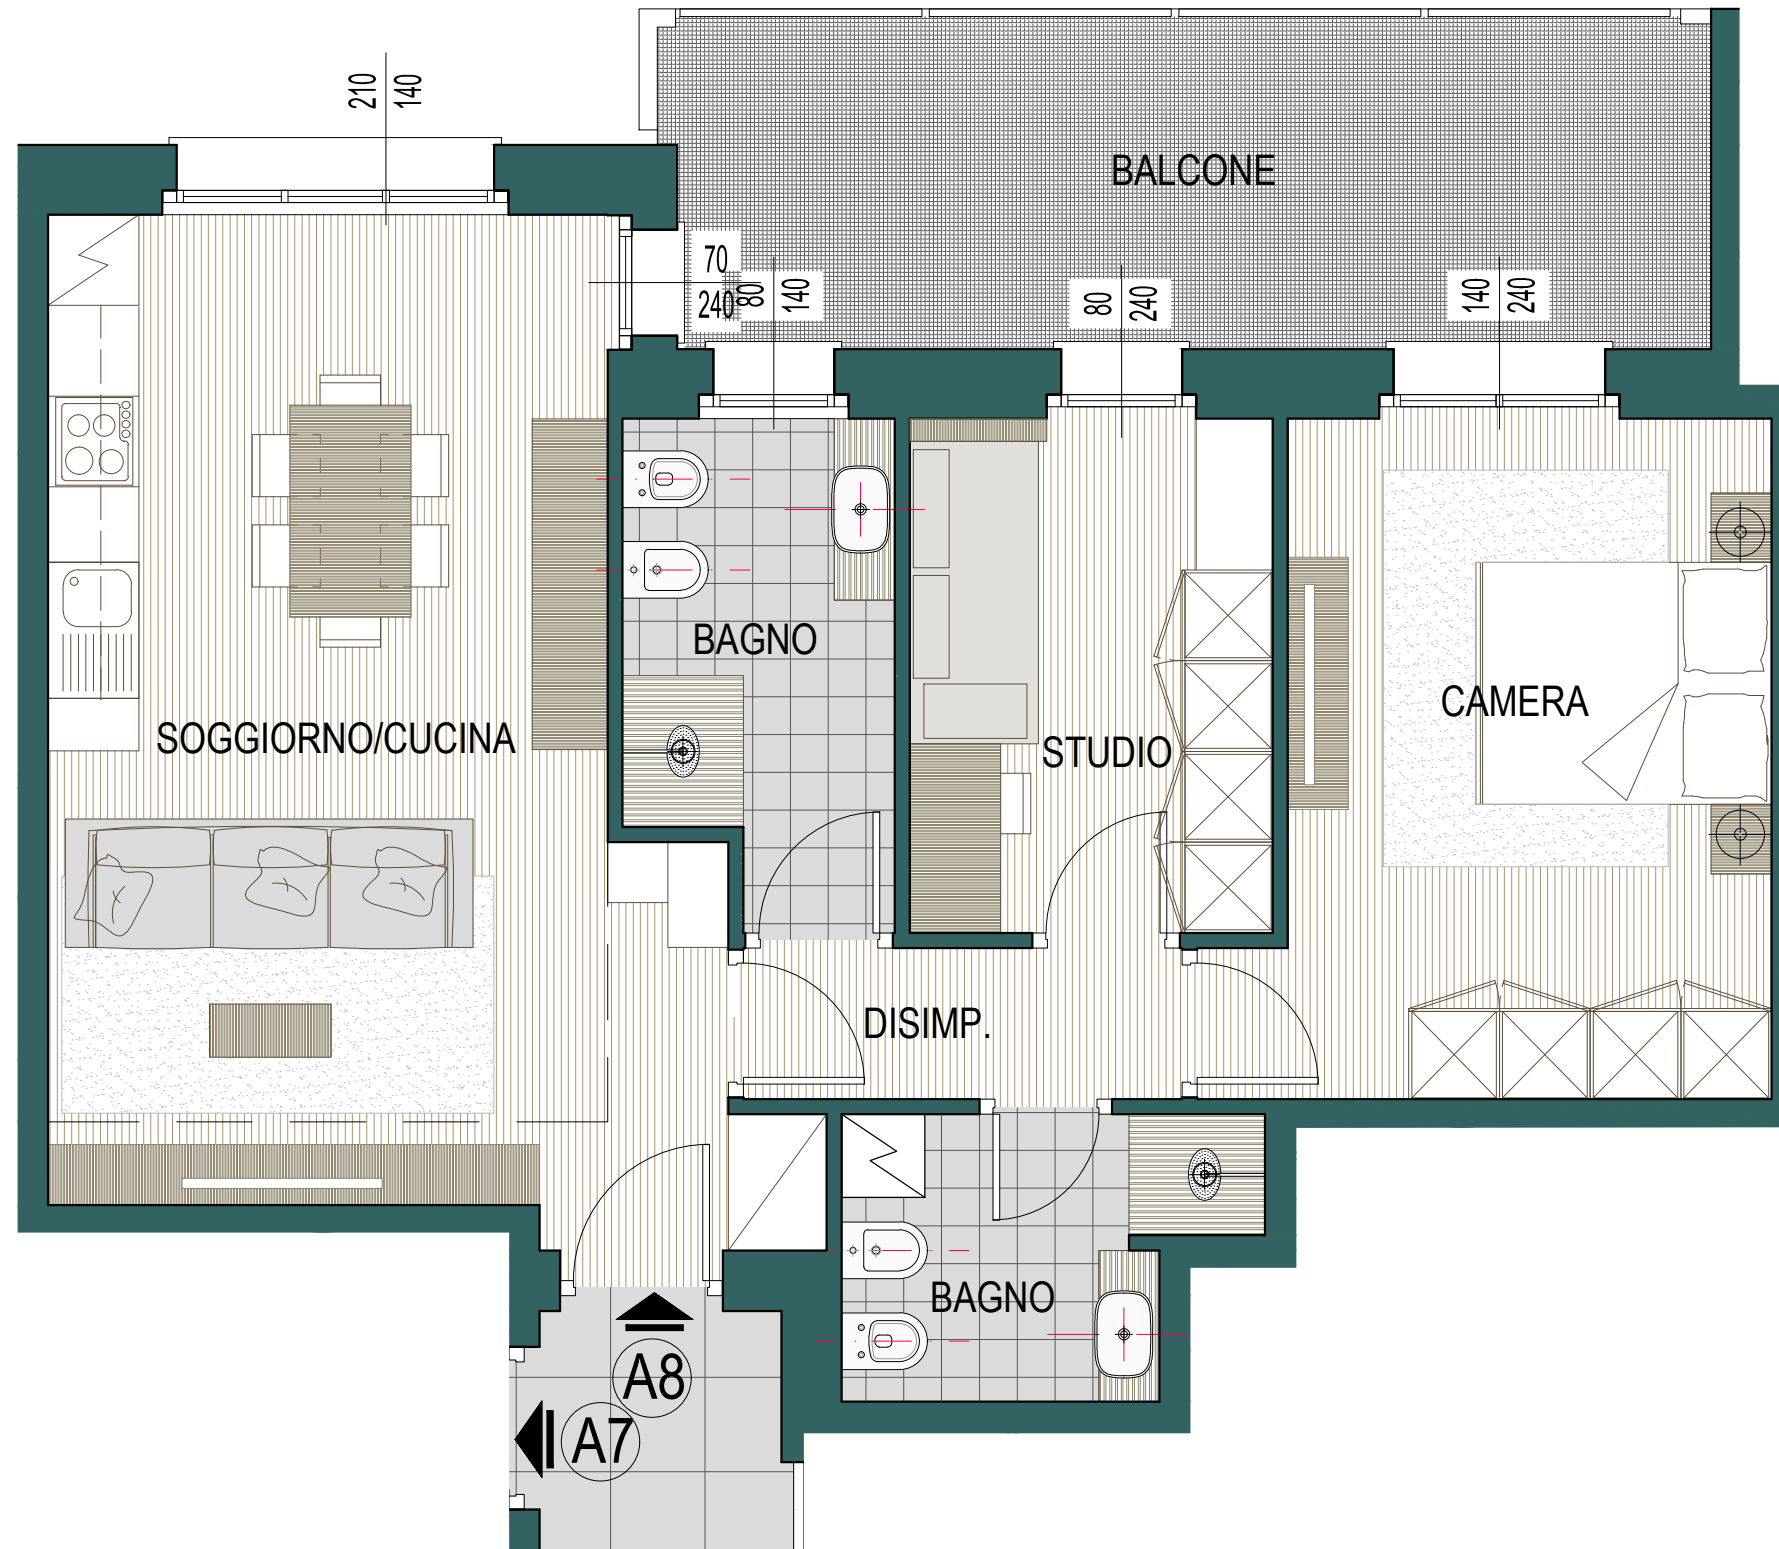 210
140
BALCONE
70
240
80
140
80
240
140
240
BAGNO
CAMERA
SOGGIORNO/CUCINA
STUDIO
DISIMP.
BAGNO
A8
A7